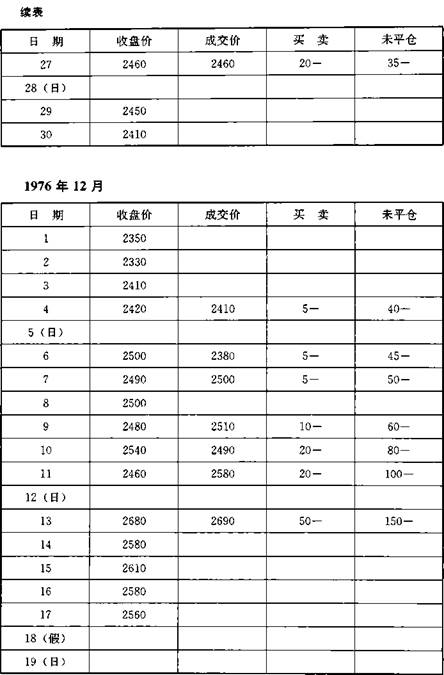 续表
日 期 收盘价 成交价 买 卖 未平仓
27 2460 2460 20— 35—
28（日）
29 2450
30 2410
1976 年 12 月
日 期 收盘价 成交价 买 卖 未平仓
1 2350
2 2330
3 2410
4 2420 2410 5— 40—
5（日）
6 2500 2380 5— 45—
7 2490 2500 5— 50—
8 2500
9 2480 2510 10— 60—
10 2540 2490 20— 80—
11 2460 2580 20— 100—
12（日）
13 2680 2690 50— 150—
14 2580
15 2610
16 2580
17 2560
18（假）
19（日）